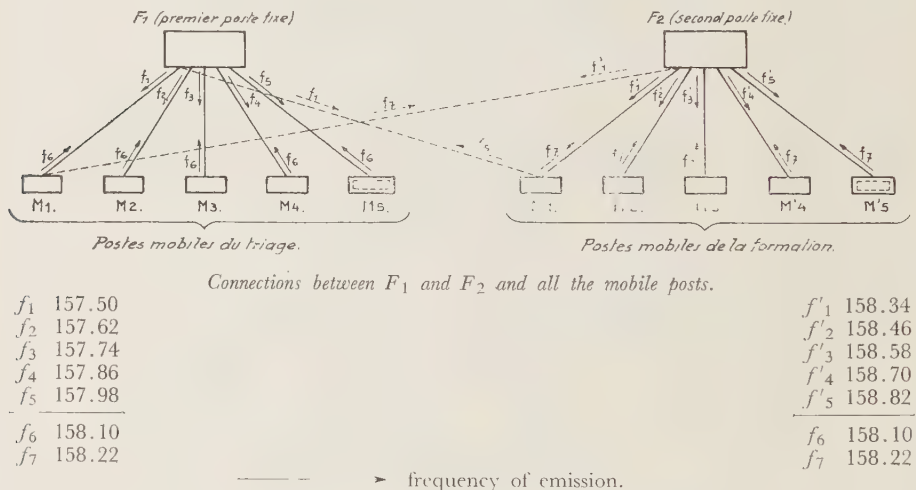 F1 (premier poste fixe)
F2 (second poste fixe)
f1 f2 f3 f4 f5
f'1 f'1 f'2 f'3 f'4 f'5
f1
f7
f6 f6 f6 f6 f6
f7 f7
M1. M2. M3. M4. M'4 M'5
Postes mobiles du triage.
Postes mobiles de la formation.
Connections between F1 and F2 and all the mobile posts.
f1 157.50
f2 157.62
f3 157.74
f4 157.86
f5 157.98
f6 158.10
f7 158.22
f'1 158.34
f'2 158.46
f'3 158.58
f'4 158.70
f'5 158.82
f6 158.10
f7 158.22
frequency of emission.